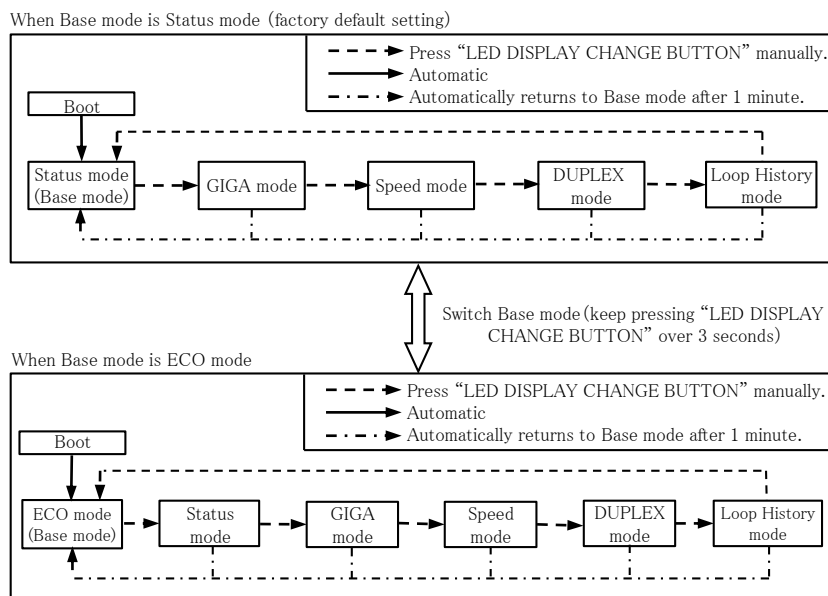 When Base mode is Status mode (factory default setting)
Press “LED DISPLAY CHANGE BUTTON” manually.
Automatic
Automatically returns to Base mode after 1 minute.
Boot
Status mode
(Base mode)
GIGA mode
Speed mode
DUPLEX
mode
Loop History
mode
Switch Base mode(keep pressing “LED DISPLAY
CHANGE BUTTON” over 3 seconds)
When Base mode is ECO mode
Press “LED DISPLAY CHANGE BUTTON” manually.
Automatic
Automatically returns to Base mode after 1 minute.
Boot
ECO mode
(Base mode)
Status
mode
GIGA
mode
Speed
mode
DUPLEX
mode
Loop History
mode